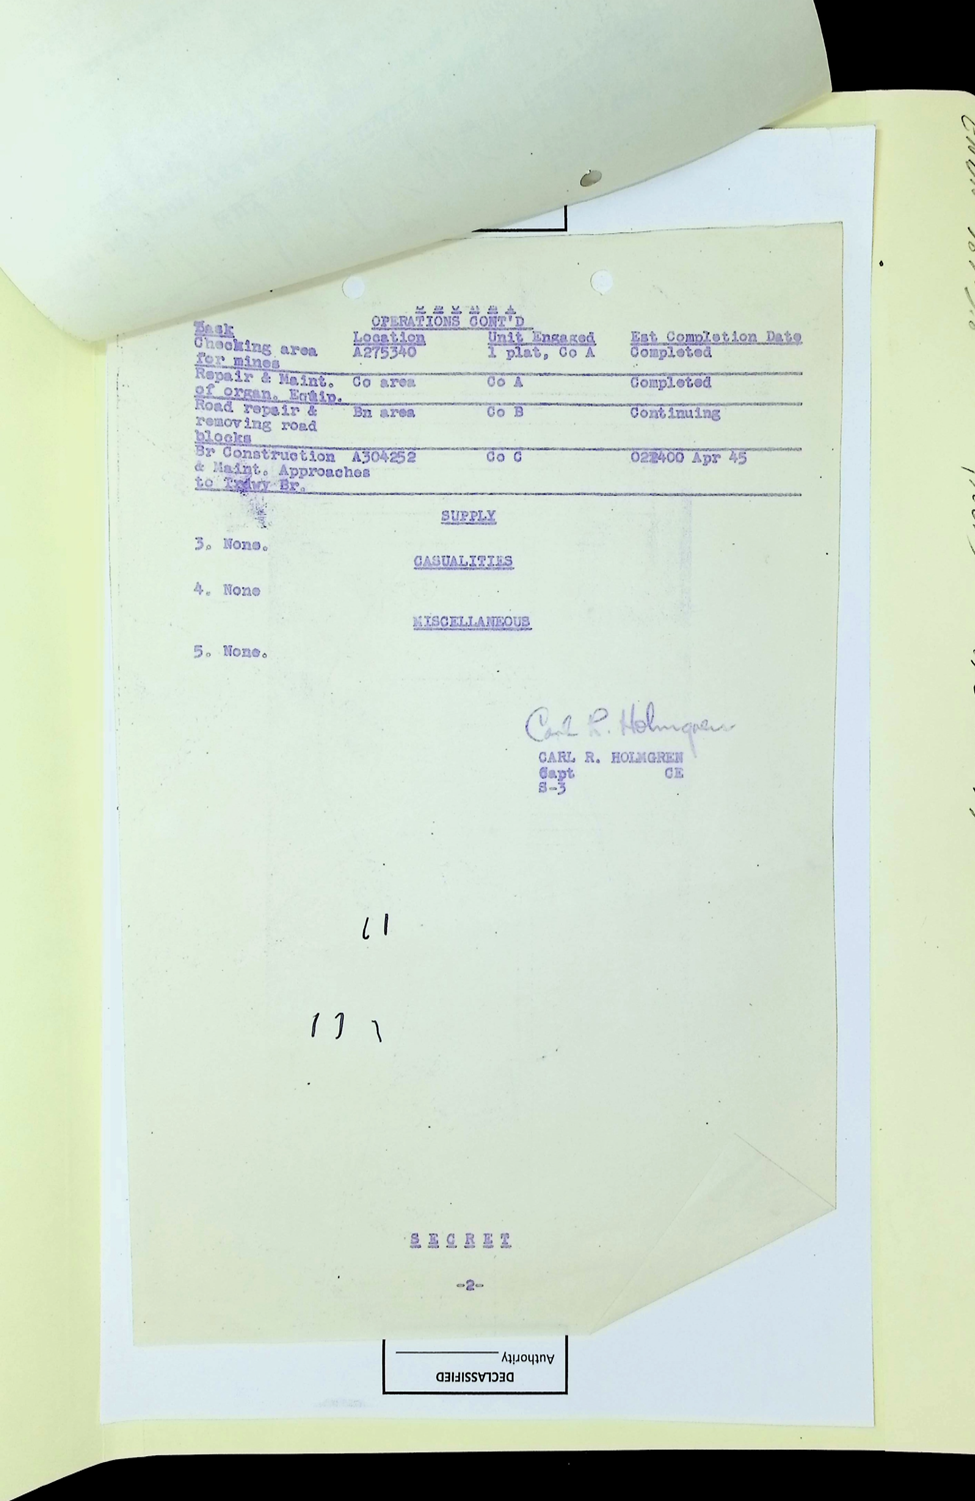 S E C R E T
OPERATIONS CONT'D
Task Location Unit Engaged Est Completion Date
Checking area A275340 1 plat, Co A Completed
for mines
Repair & Maint. Co area Co A Completed
of organ. Equip.
Road repair & Bn area Co B Continuing
removing road
blocks
Br Construction A304252 Co C 022400 Apr 45
& Maint. Approaches
to Trdwy Br.
SUPPLY
3. None.
CASUALITIES
4. None
MISCELLANEOUS
5. None.
Carl R. Holmgren
CARL R. HOLMGREN
Capt CE
S-3
S E C R E T
-2-
Authority
DECLASSIFIED